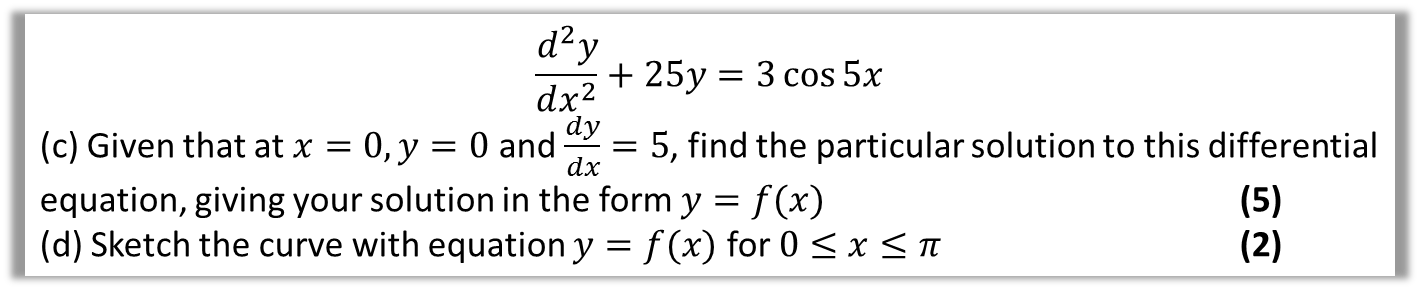 d²y/dx² + 25y = 3 cos 5x
(c) Given that at x = 0, y = 0 and dy/dx = 5, find the particular solution to this differential
equation, giving your solution in the form y = f(x) (5)
(d) Sketch the curve with equation y = f(x) for 0 ≤ x ≤ π (2)